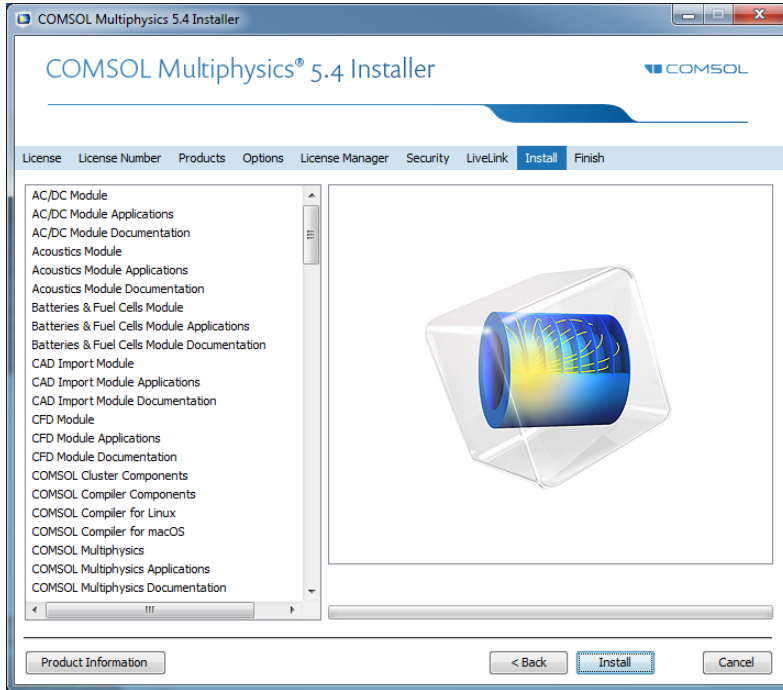 COMSOL Multiphysics 5.4 Installer
COMSOL Multiphysics® 5.4 Installer
COMSOL
License License Number Products Options License Manager Security LiveLink Install Finish
AC/DC Module
AC/DC Module Applications
AC/DC Module Documentation
Acoustics Module
Acoustics Module Applications
Acoustics Module Documentation
Batteries & Fuel Cells Module
Batteries & Fuel Cells Module Applications
Batteries & Fuel Cells Module Documentation
CAD Import Module
CAD Import Module Applications
CAD Import Module Documentation
CFD Module
CFD Module Applications
CFD Module Documentation
COMSOL Cluster Components
COMSOL Compiler Components
COMSOL Compiler for Linux
COMSOL Compiler for macOS
COMSOL Multiphysics
COMSOL Multiphysics Applications
COMSOL Multiphysics Documentation
Product Information < Back Install Cancel